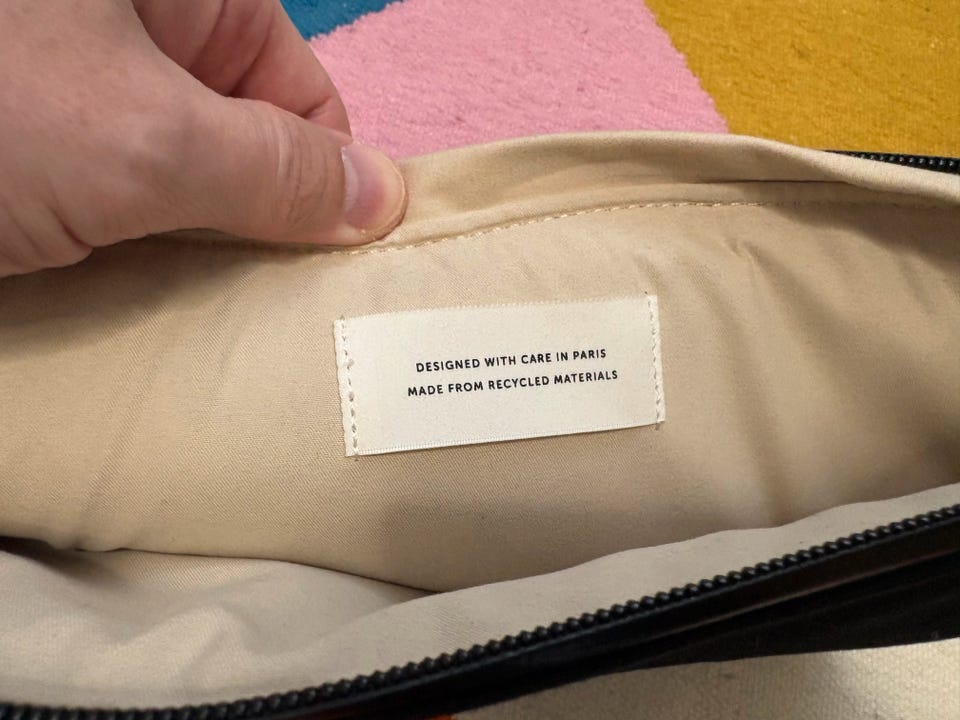 DESIGNED WITH CARE IN PARIS
MADE FROM RECYCLED MATERIALS